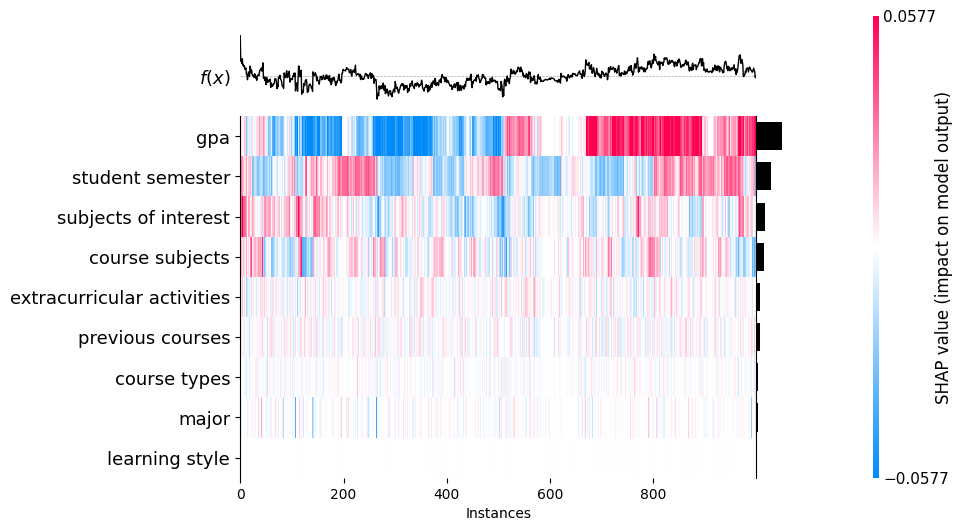 0.0577
f(x)
gpa
student semester
subjects of interest
course subjects
extracurricular activities
previous courses
course types
major
learning style
0
200
400
600
800
Instances
−0.0577
SHAP value (impact on model output)